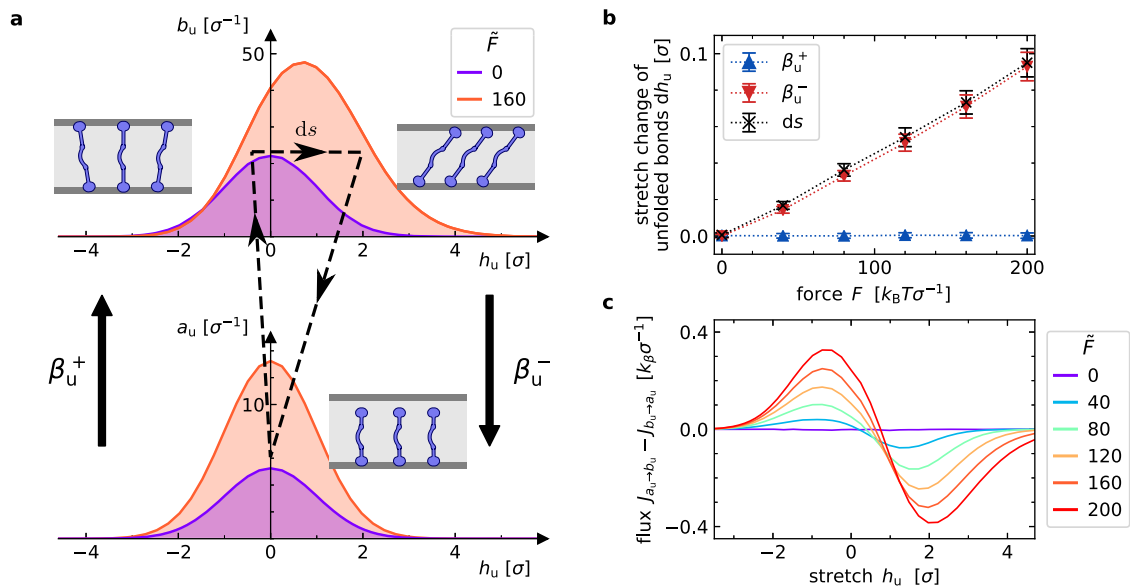 a
b_u [σ⁻¹]
50
F̃
0
160
ds
−4 −2 0 2 4
h_u [σ]
β_u⁺
β_u⁻
a_u [σ⁻¹]
10
−4 −2 0 2 4
h_u [σ]
b
stretch change of
unfolded bonds dh_u [σ]
0.1
0.0
β_u⁺
β_u⁻
ds
0 100 200
force F [k_BTσ⁻¹]
c
flux J_{a_u→b_u} − J_{b_u→a_u} [k_βσ⁻¹]
0.4
0.0
−0.4
−2 0 2 4
stretch h_u [σ]
F̃
0
40
80
120
160
200